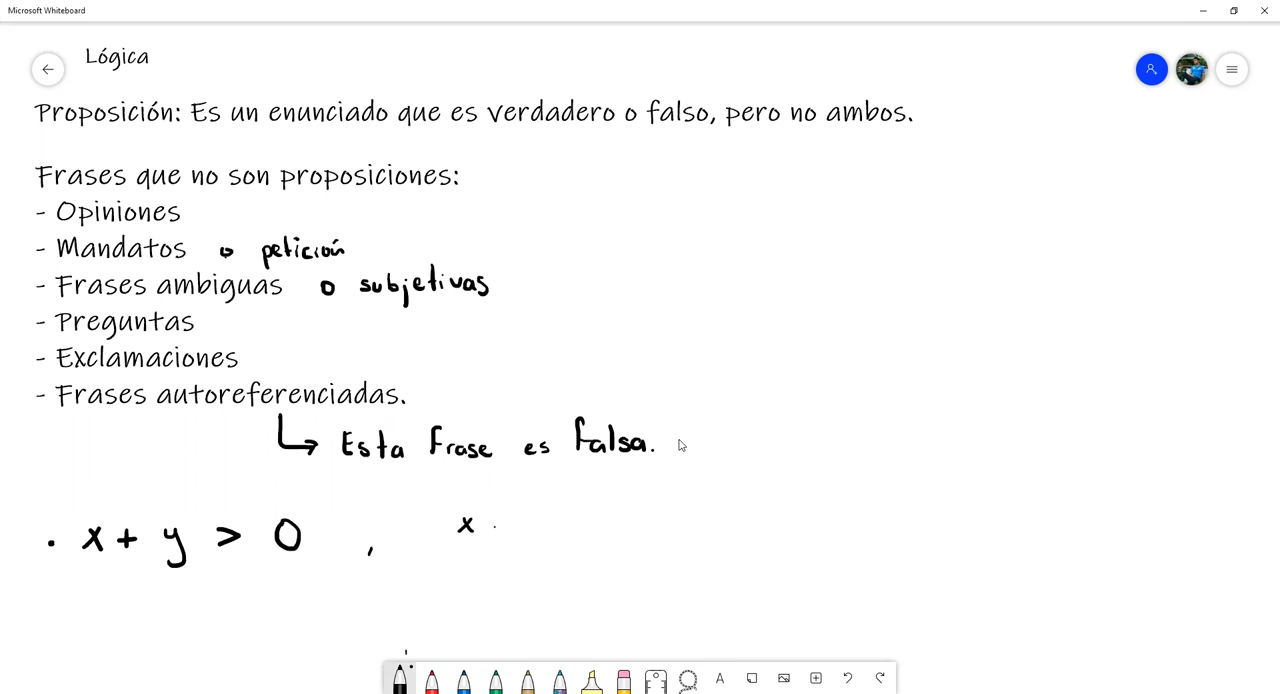 Microsoft Whiteboard
Lógica
Proposición: Es un enunciado que es verdadero o falso, pero no ambos.
Frases que no son proposiciones:
- Opiniones
- Mandatos o petición
- Frases ambiguas o subjetivas
- Preguntas
- Exclamaciones
- Frases autoreferenciadas.
↳ Esta frase es falsa.
. x + y > 0 , x